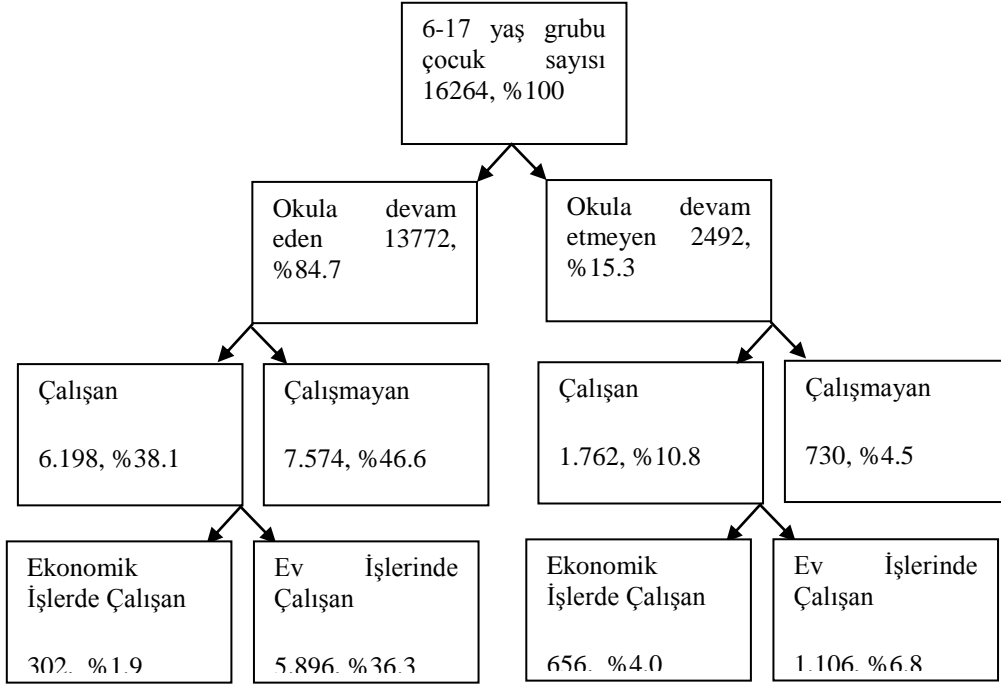 6-17 yaş grubu
çocuk sayısı
16264, %100
Okula devam
eden 13772,
%84.7
Okula devam
etmeyen 2492,
%15.3
Çalışan
6.198, %38.1
Çalışmayan
7.574, %46.6
Çalışan
1.762, %10.8
Çalışmayan
730, %4.5
Ekonomik
İşlerde Çalışan
302, %1.9
Ev İşlerinde
Çalışan
5.896, %36.3
Ekonomik
İşlerde Çalışan
656, %4.0
Ev İşlerinde
Çalışan
1.106, %6.8